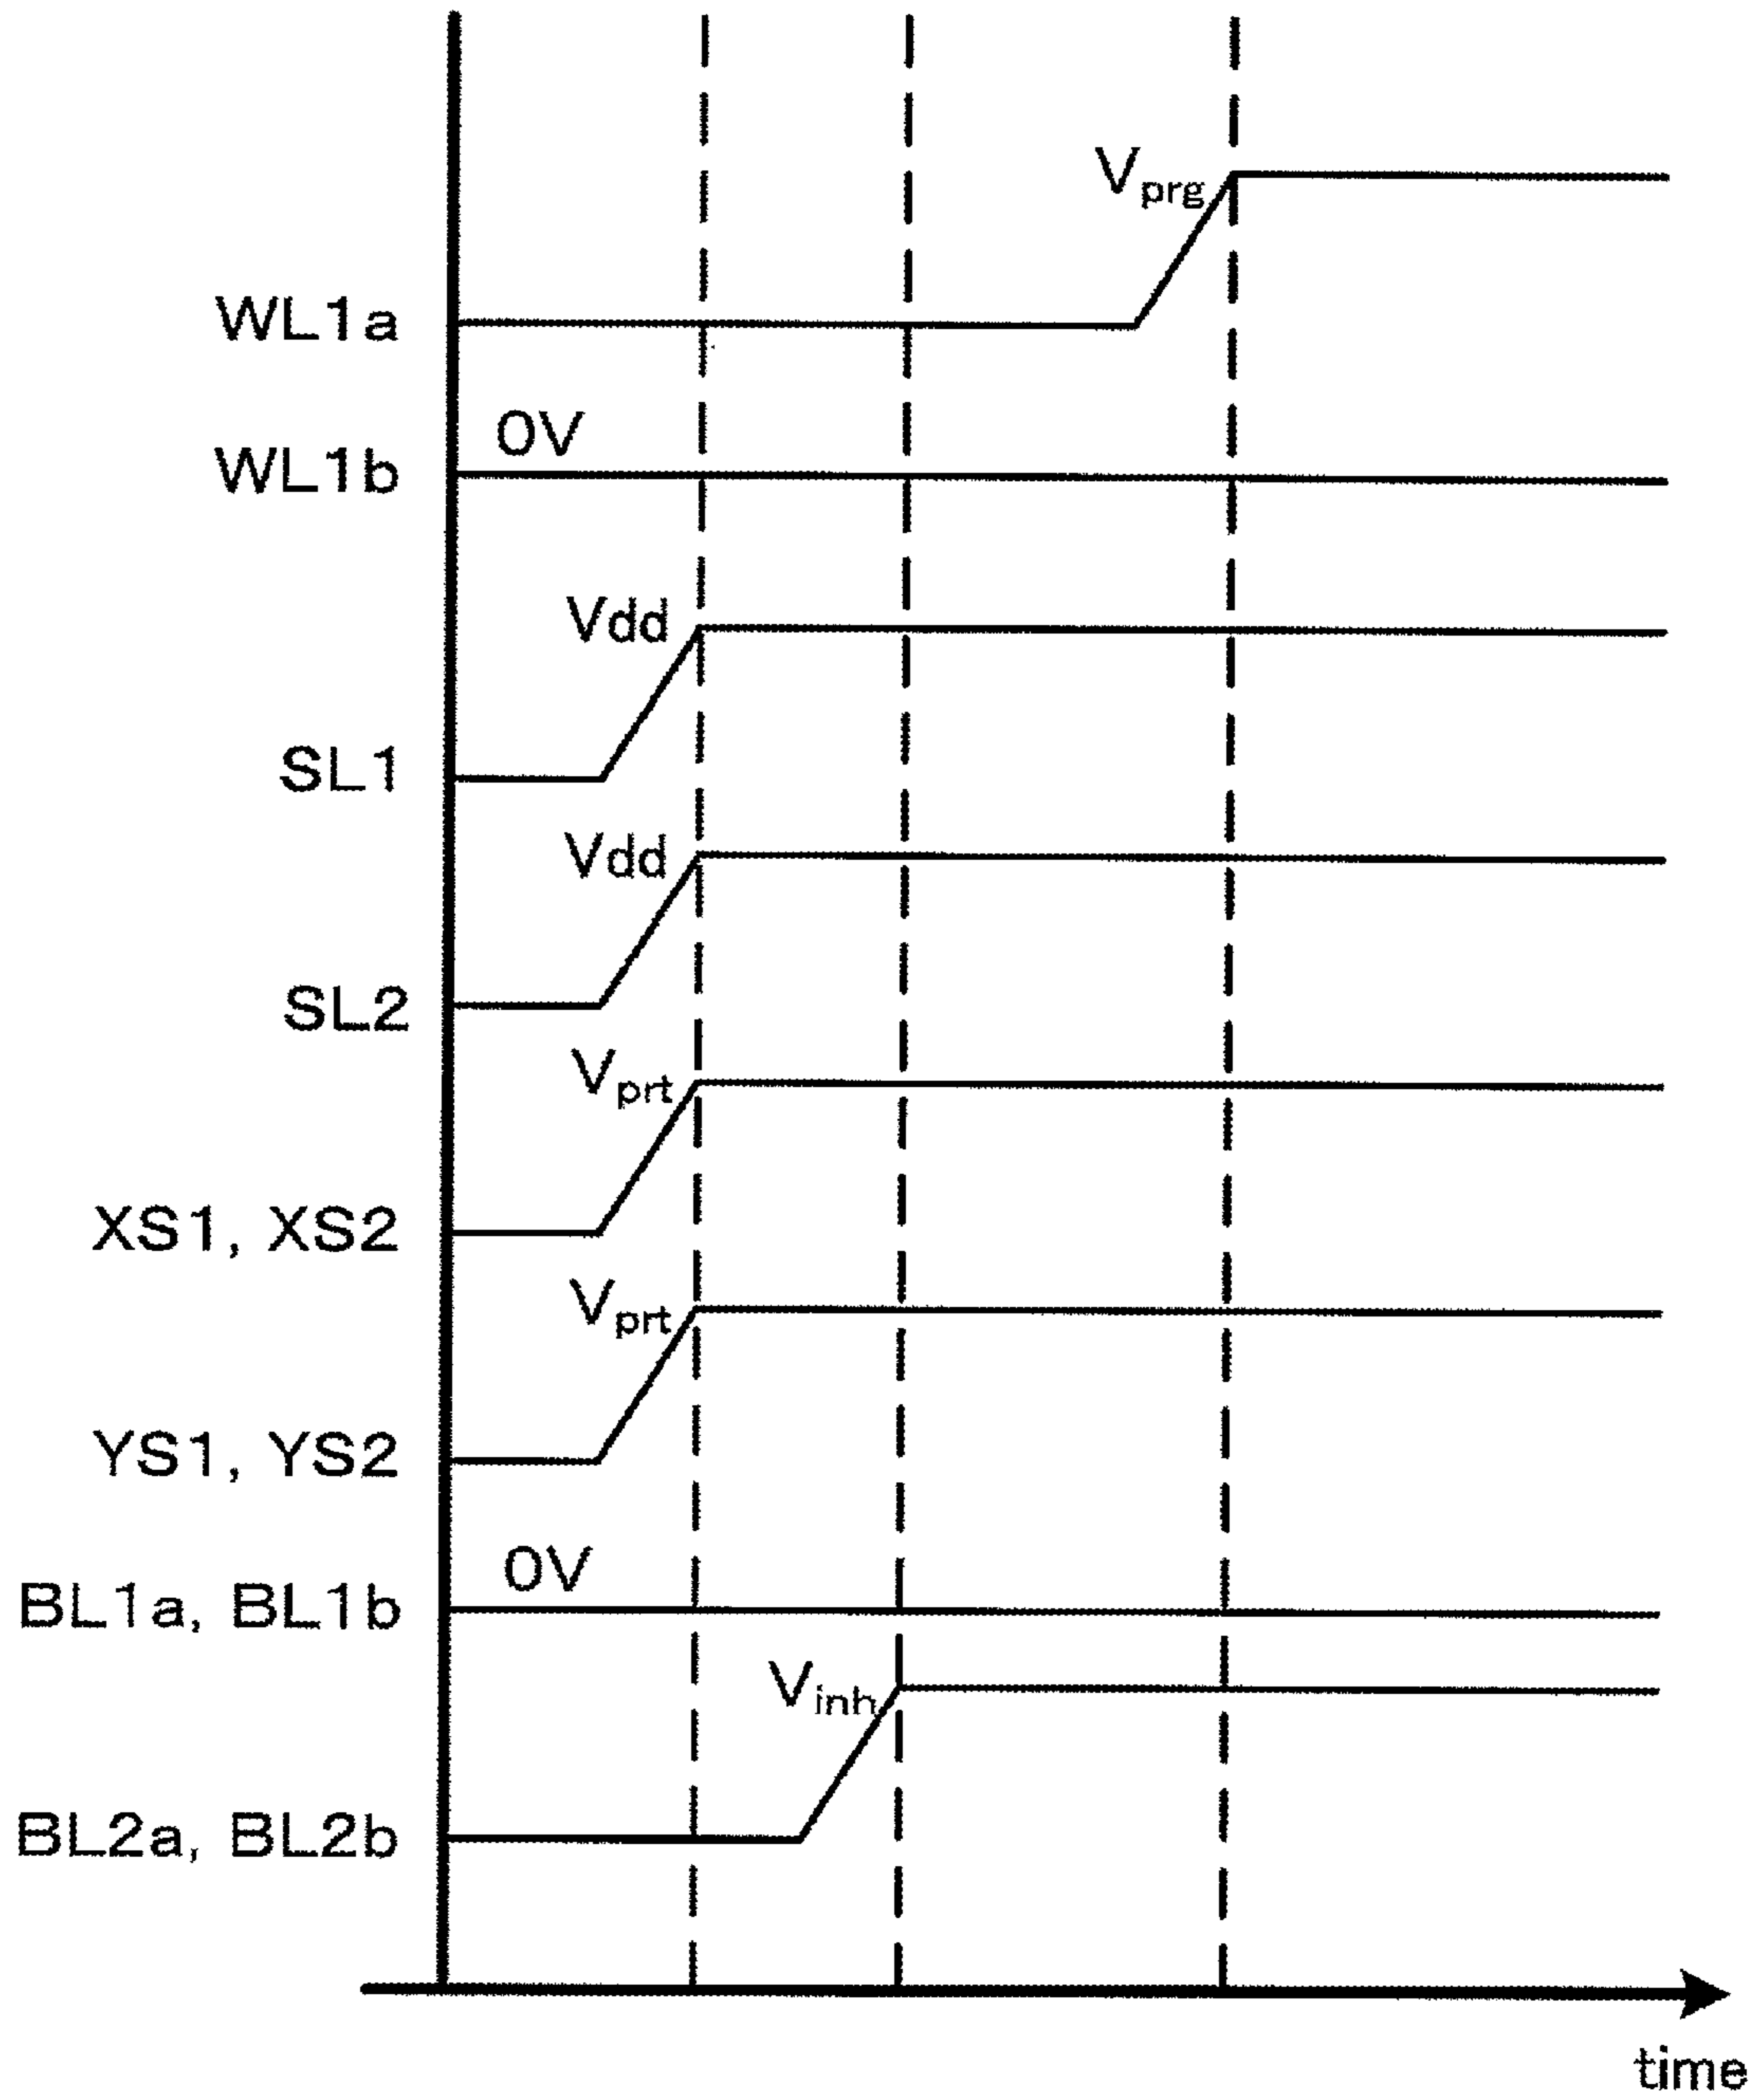 Vprg
WL1a
0V
WL1b
Vdd
SL1
Vdd
SL2
Vprt
XS1, XS2
Vprt
YS1, YS2
0V
BL1a, BL1b
Vinh
BL2a, BL2b
time